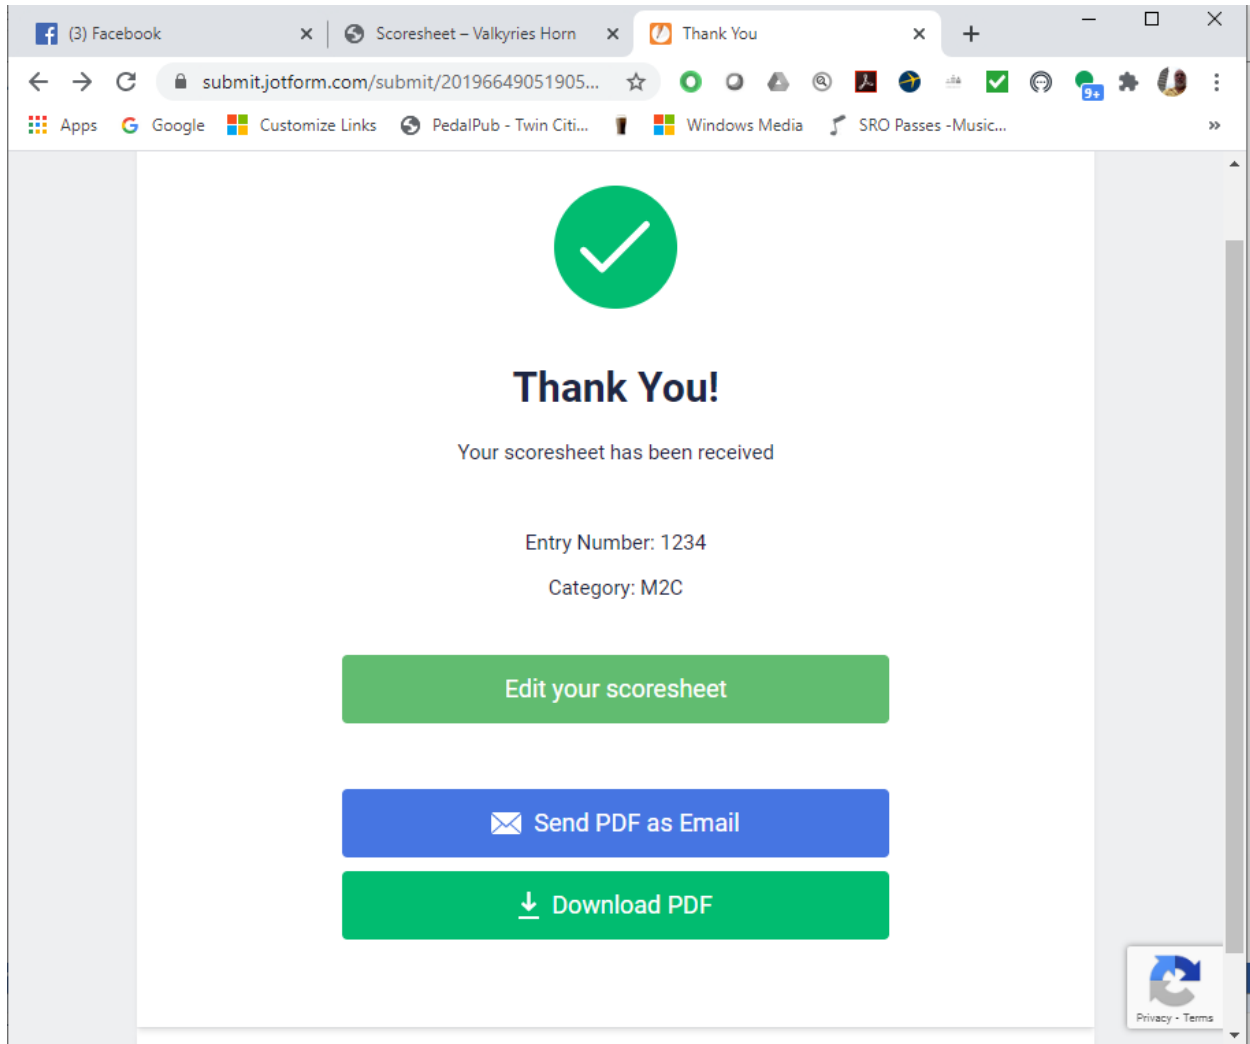 (3) Facebook
Scoresheet – Valkyries Horn
Thank You
submit.jotform.com/submit/20196649051905...
9+
Apps
Google
Customize Links
PedalPub - Twin Citi...
Windows Media
SRO Passes -Music...
»
Thank You!
Your scoresheet has been received
Entry Number: 1234
Category: M2C
Edit your scoresheet
Send PDF as Email
Download PDF
Privacy - Terms